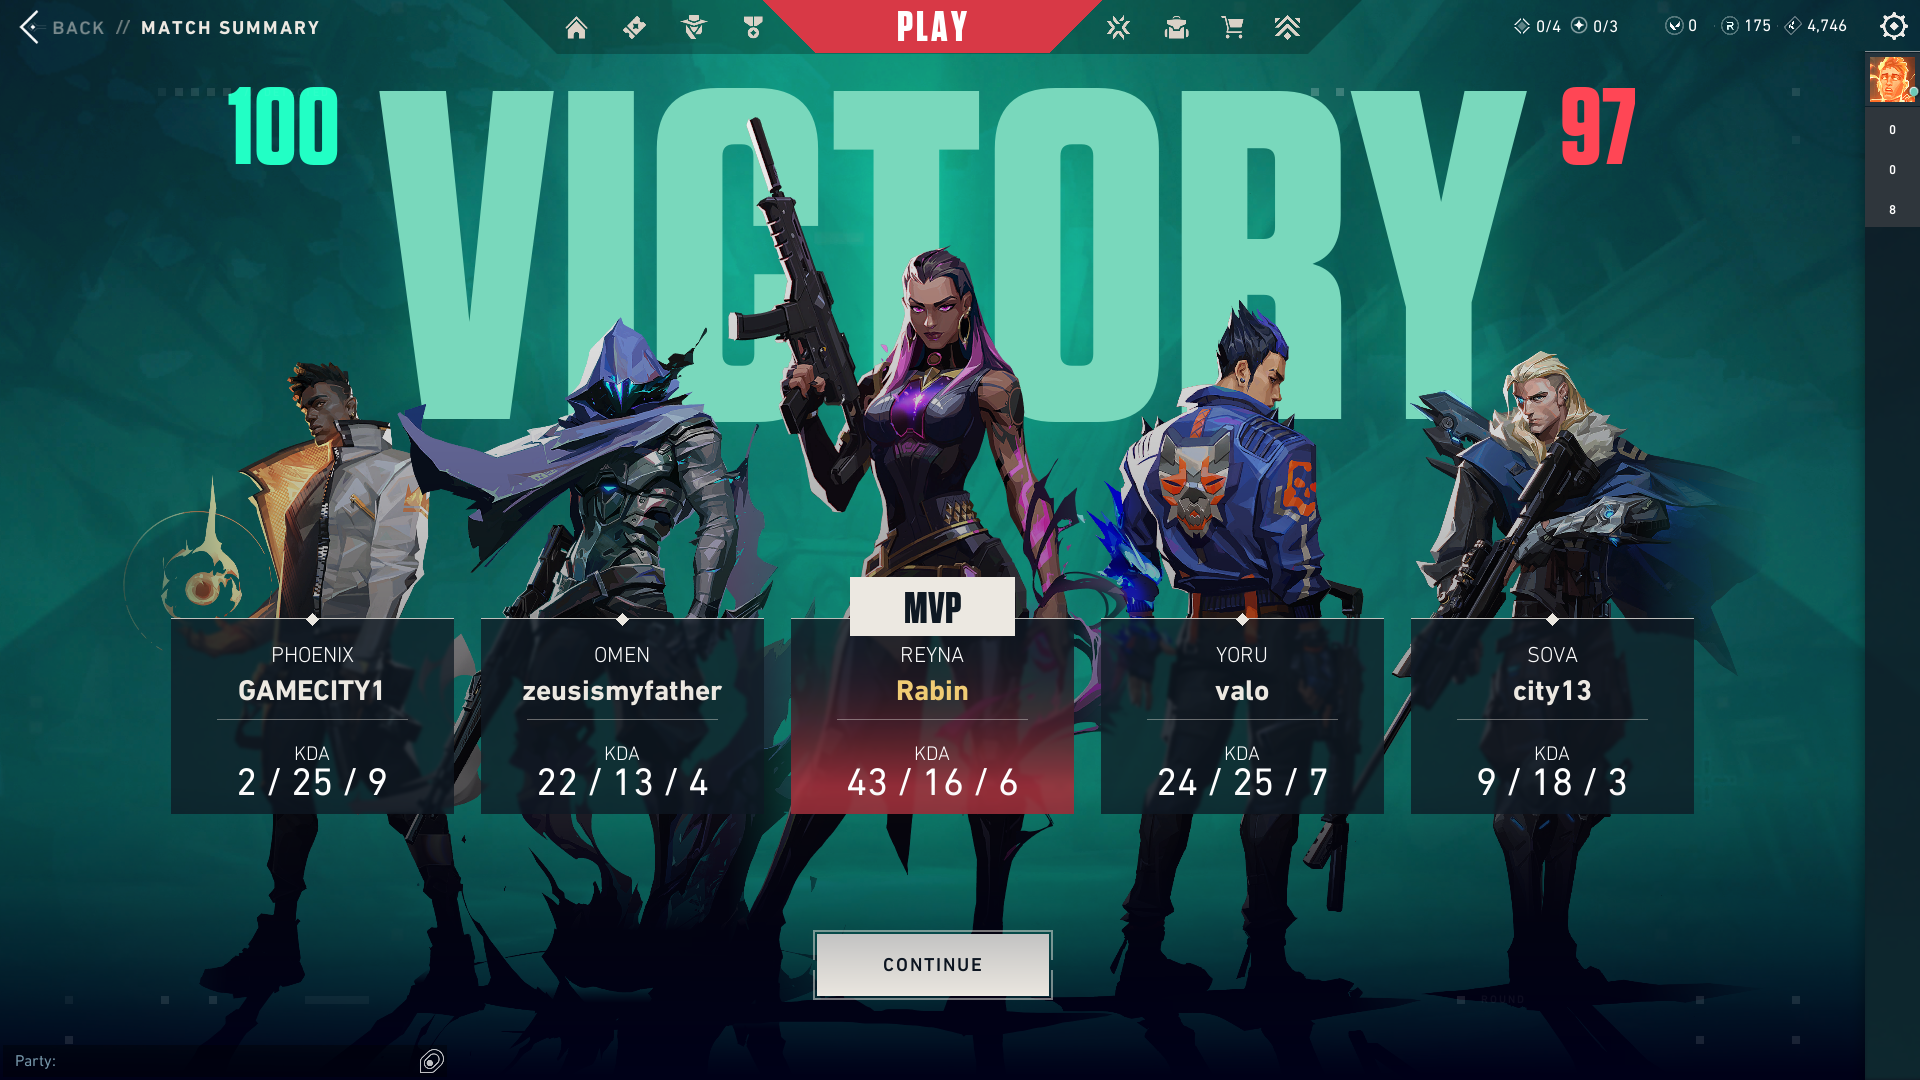 BACK // MATCH SUMMARY
PLAY
0/4 0/3 0 175 4,746
100
VICTORY
97
0
0
8
MVP
PHOENIX
GAMECITY1
KDA
2 / 25 / 9
OMEN
zeusismyfather
KDA
22 / 13 / 4
REYNA
Rabin
KDA
43 / 16 / 6
YORU
valo
KDA
24 / 25 / 7
SOVA
city13
KDA
9 / 18 / 3
CONTINUE
ROUND
Party: